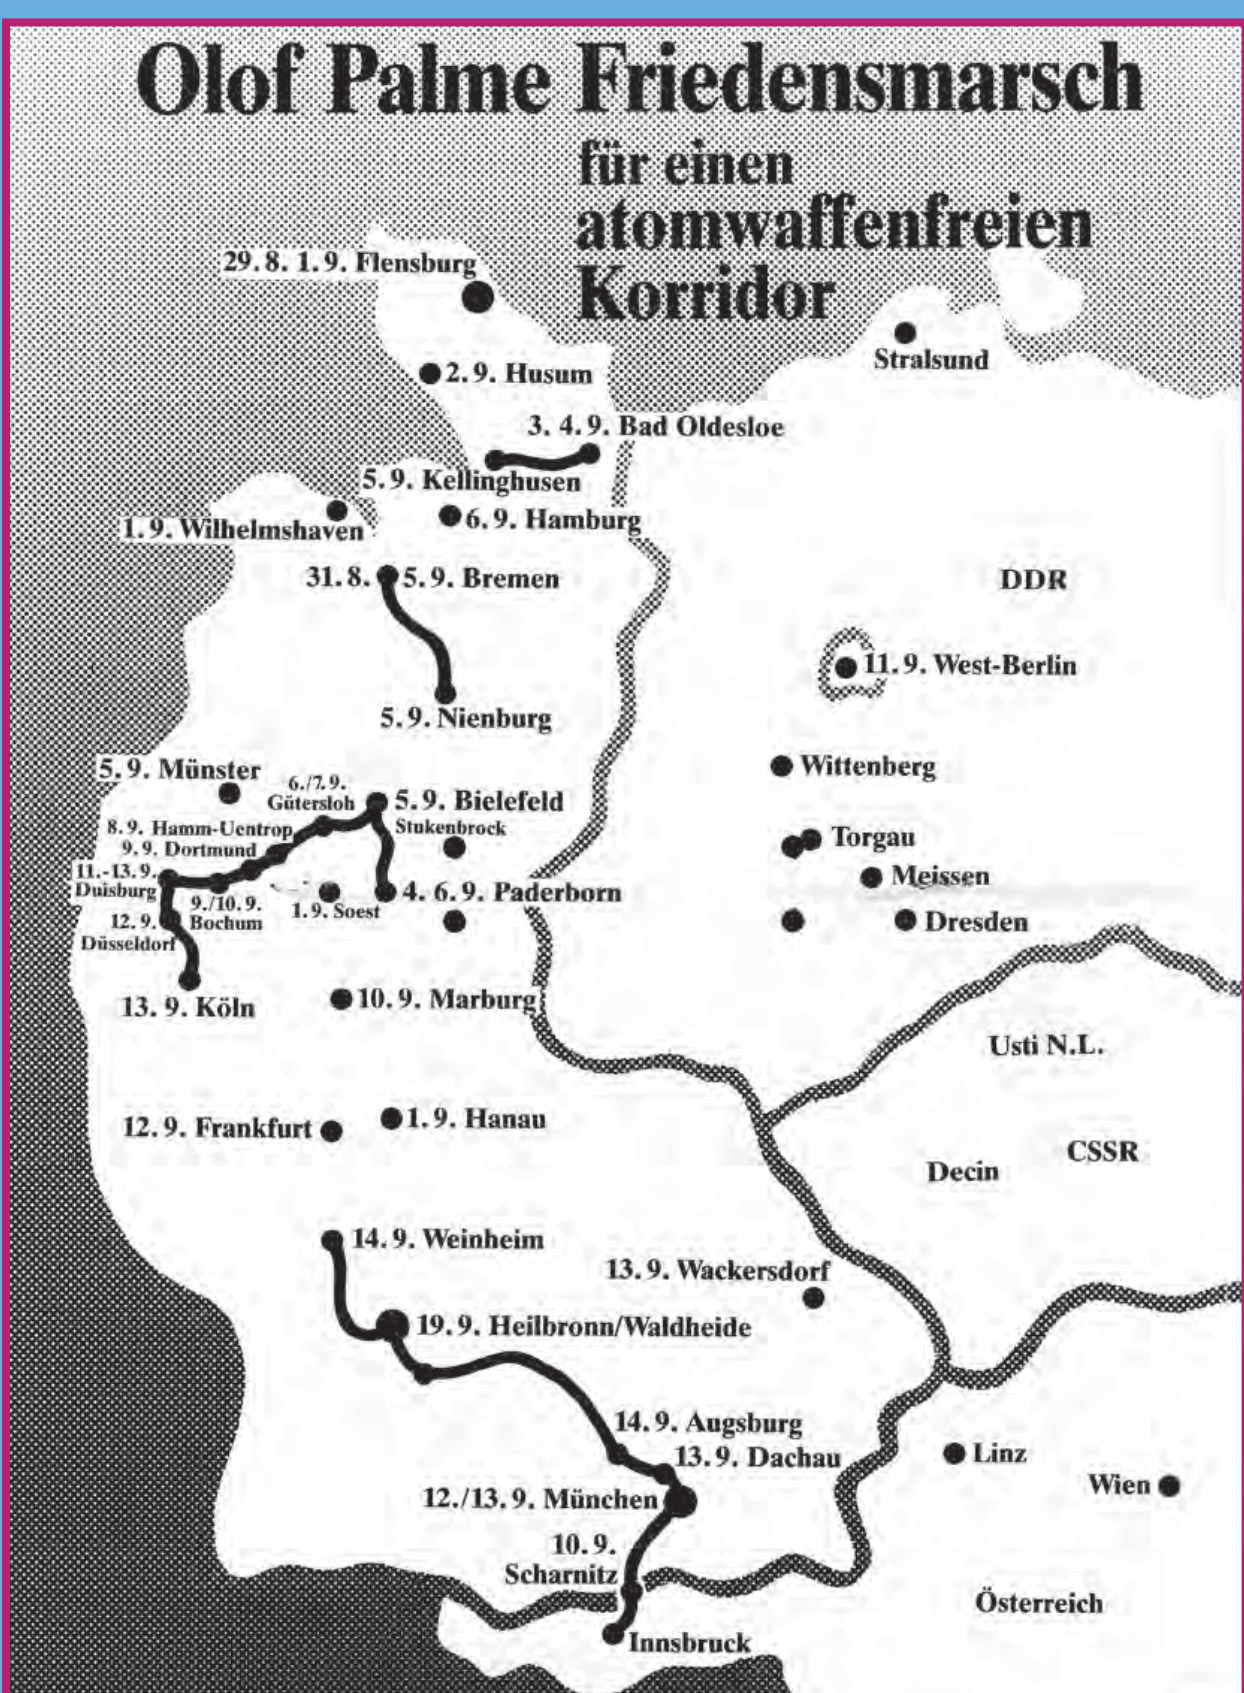 Olof Palme Friedensmarsch
für einen
atomwaffenfreien
Korridor
29.8. 1.9. Flensburg
Stralsund
2.9. Husum
3. 4.9. Bad Oldesloe
5.9. Kellinghusen
1.9. Wilhelmshaven
6.9. Hamburg
31.8. 5.9. Bremen
DDR
11.9. West-Berlin
5.9. Nienburg
Wittenberg
5.9. Münster
6./7.9.
Gütersloh
5.9. Bielefeld
Stukenbrock
8.9. Hamm-Uentrop
9.9. Dortmund
Torgau
11.-13.9.
Duisburg
Meissen
9./10.9.
Bochum
1.9. Soest
4. 6.9. Paderborn
12.9.
Düsseldorf
Dresden
13.9. Köln
10.9. Marburg
Usti N.L.
12.9. Frankfurt
1.9. Hanau
CSSR
Decin
14.9. Weinheim
13.9. Wackersdorf
19.9. Heilbronn/Waldheide
14.9. Augsburg
13.9. Dachau
Linz
Wien
12./13.9. München
10.9.
Scharnitz
Österreich
Innsbruck